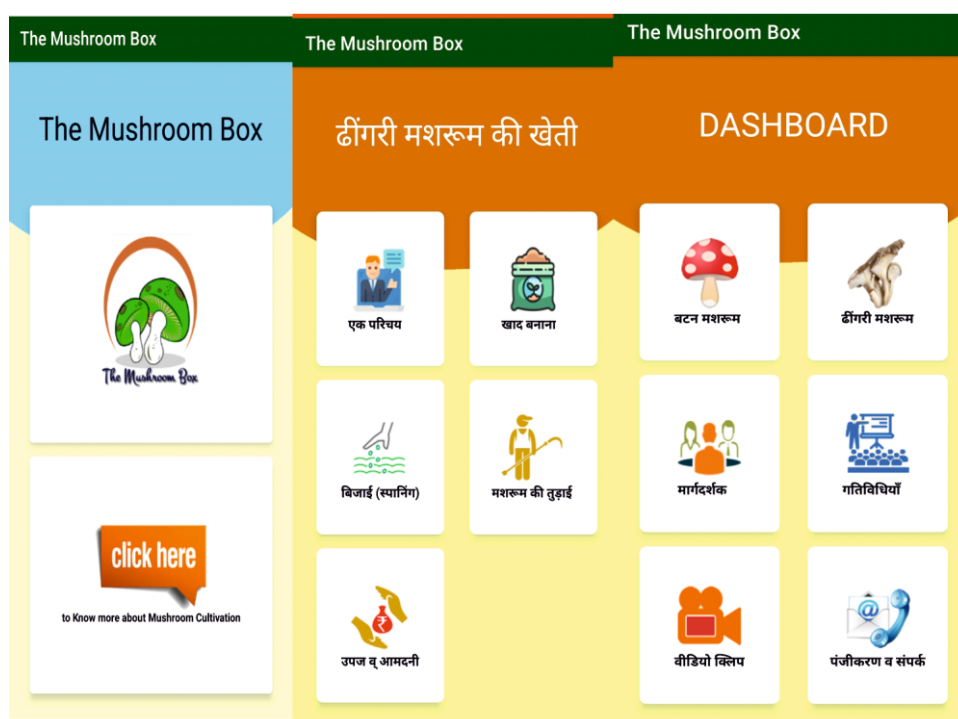 The Mushroom Box
The Mushroom Box
The Mushroom Box
click here
to Know more about Mushroom Cultivation
The Mushroom Box
ढींगरी मशरूम की खेती
एक परिचय
खाद बनाना
बिजाई (स्पानिंग)
मशरूम की तुड़ाई
₹
उपज व् आमदनी
The Mushroom Box
DASHBOARD
बटन मशरूम
ढींगरी मशरूम
मार्गदर्शक
गतिविधियाँ
वीडियो क्लिप
@
पंजीकरण व संपर्क